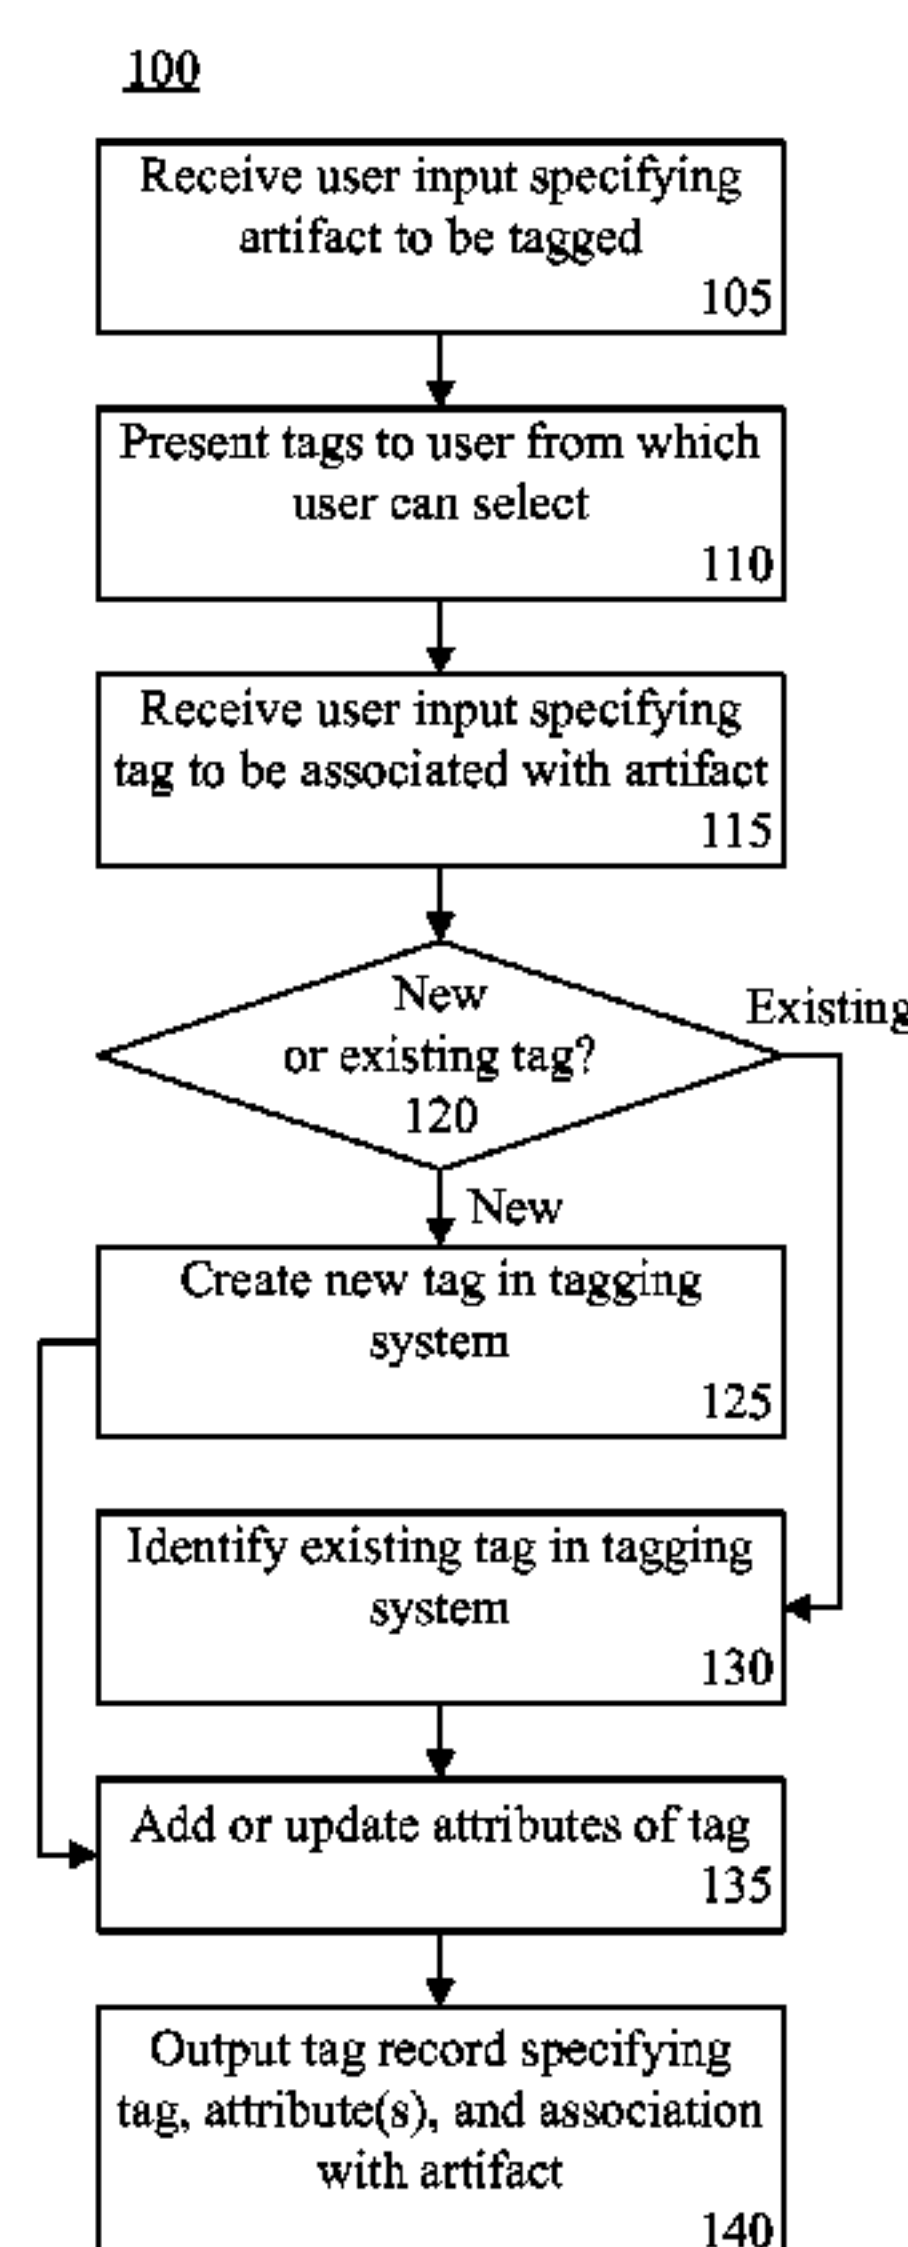 100
Receive user input specifying
artifact to be tagged
105
Present tags to user from which
user can select
110
Receive user input specifying
tag to be associated with artifact
115
New
or existing tag?
120
Existing
New
Create new tag in tagging
system
125
Identify existing tag in tagging
system
130
Add or update attributes of tag
135
Output tag record specifying
tag, attribute(s), and association
with artifact
140